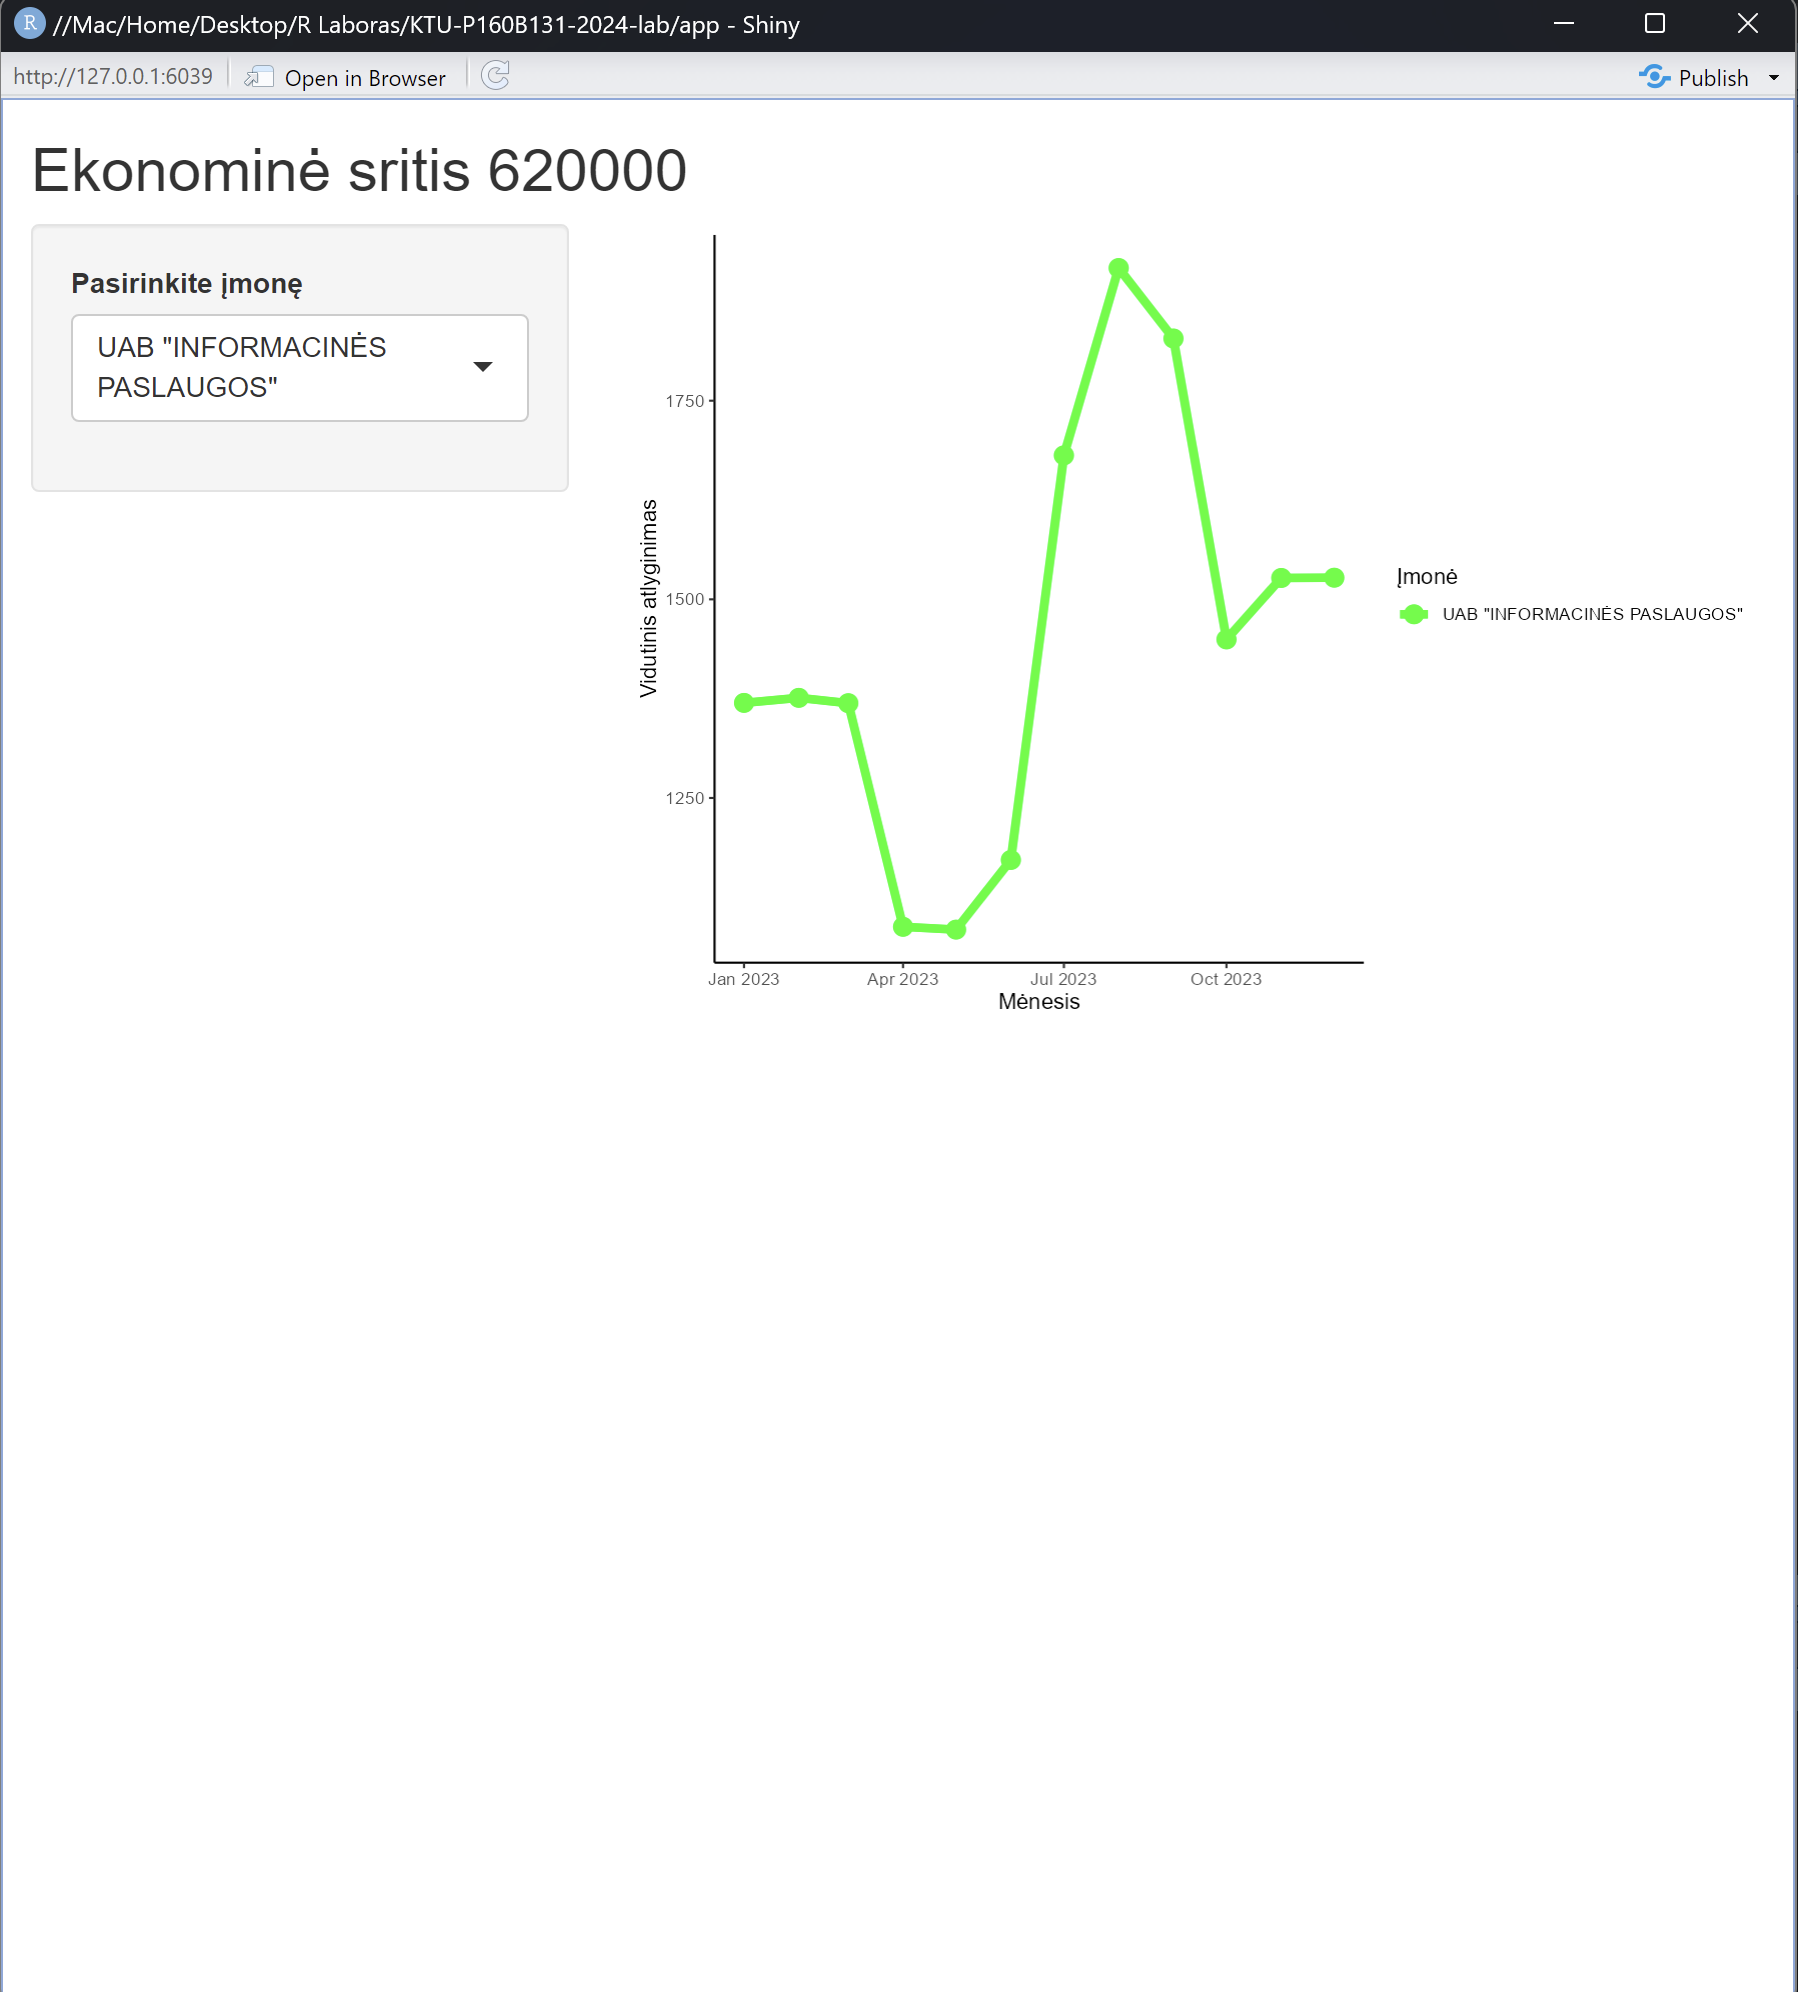 R //Mac/Home/Desktop/R Laboras/KTU-P160B131-2024-lab/app - Shiny
http://127.0.0.1:6039 Open in Browser Publish
Ekonominė sritis 620000
Pasirinkite įmonę
UAB "INFORMACINĖS
PASLAUGOS"
Vidutinis atlyginimas
1750
1500
1250
Jan 2023 Apr 2023 Jul 2023 Oct 2023
Mėnesis
Įmonė
UAB "INFORMACINĖS PASLAUGOS"